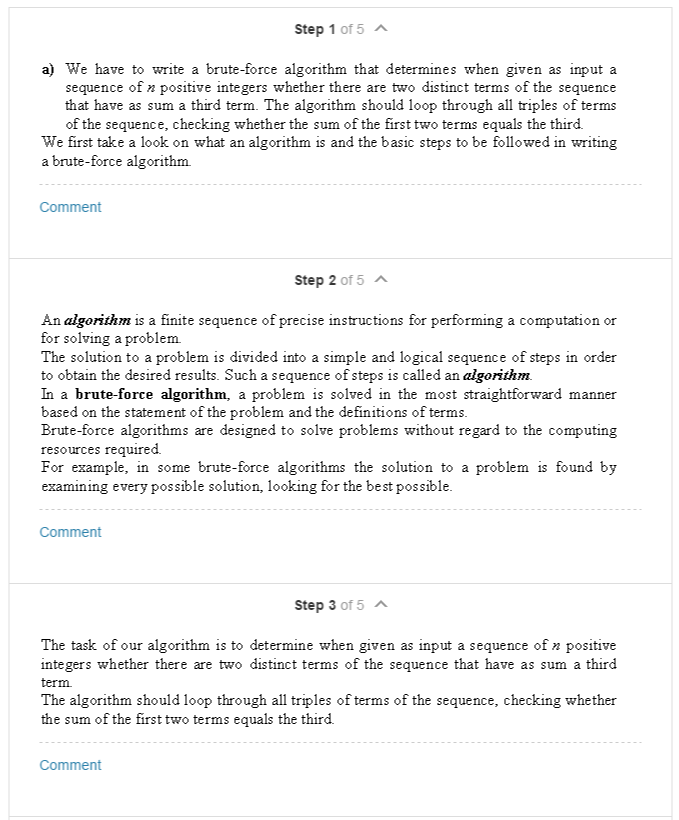 Step 1 of 5
a) We have to write a brute-force algorithm that determines when given as input a
sequence of n positive integers whether there are two distinct terms of the sequence
that have as sum a third term. The algorithm should loop through all triples of terms
of the sequence, checking whether the sum of the first two terms equals the third.
We first take a look on what an algorithm is and the basic steps to be followed in writing
a brute-force algorithm.
Comment
Step 2 of 5
An algorithm is a finite sequence of precise instructions for performing a computation or
for solving a problem.
The solution to a problem is divided into a simple and logical sequence of steps in order
to obtain the desired results. Such a sequence of steps is called an algorithm.
In a brute-force algorithm, a problem is solved in the most straightforward manner
based on the statement of the problem and the definitions of terms.
Brute-force algorithms are designed to solve problems without regard to the computing
resources required.
For example, in some brute-force algorithms the solution to a problem is found by
examining every possible solution, looking for the best possible.
Comment
Step 3 of 5
The task of our algorithm is to determine when given as input a sequence of n positive
integers whether there are two distinct terms of the sequence that have as sum a third
term.
The algorithm should loop through all triples of terms of the sequence, checking whether
the sum of the first two terms equals the third.
Comment